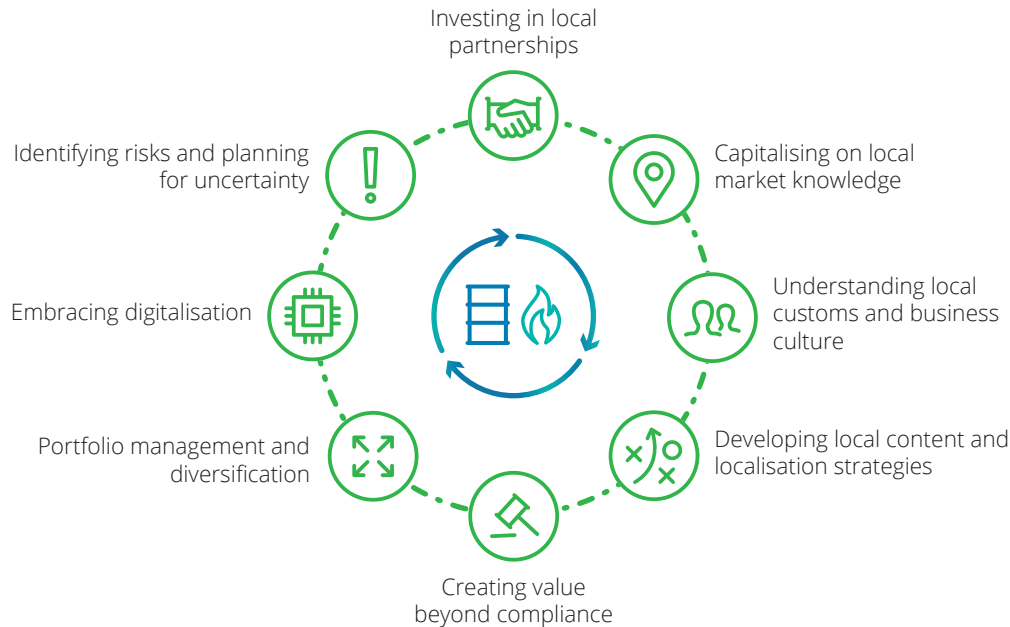 Investing in local
partnerships
Capitalising on local
market knowledge
Understanding local
customs and business
culture
Developing local content and
localisation strategies
Creating value
beyond compliance
Portfolio management and
diversification
Embracing digitalisation
Identifying risks and planning
for uncertainty